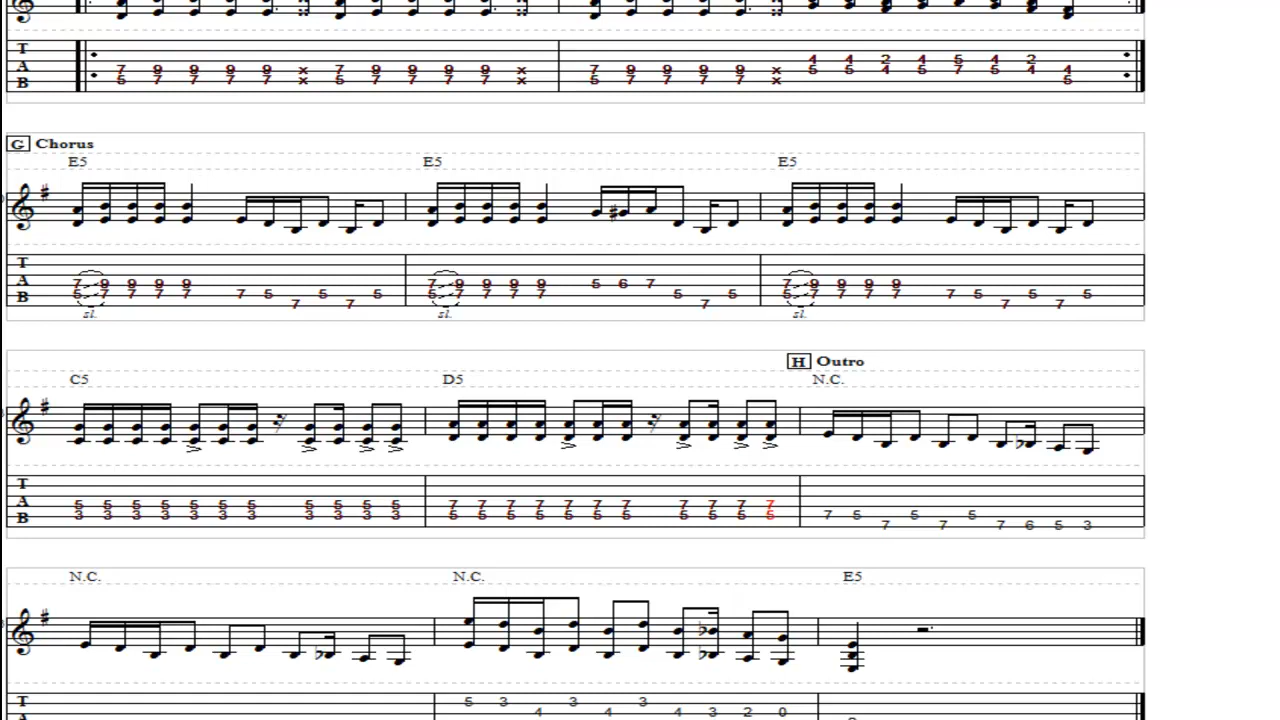 T 4 4 2 4 5 4 2
A 7 9 9 9 9 x 7 9 9 9 9 x 7 9 9 9 9 x 5 5 4 5 7 5 4 4
B 5 7 7 7 7 x 5 7 7 7 7 x 5 7 7 7 7 x 5
G Chorus
E5 E5 E5
T
A 7 9 9 9 9 7 9 9 9 9 5 6 7 7 9 9 9 9
B 5 7 7 7 7 7 5 5 5 5 7 7 7 7 5 5 5 7 7 7 7 7 5 5 5
7 7 7 7 7
sl. sl. sl.
H Outro
C5 D5 N.C.
T
A 5 5 5 5 5 5 5 5 5 5 5 7 7 7 7 7 7 7 7 7 7 7
B 3 3 3 3 3 3 3 3 3 3 3 5 5 5 5 5 5 5 5 5 5 5 7 5 5 5
7 7 7 6 5 3
N.C. N.C. E5
T 5 3 3 3
4 4 4 3 2 0